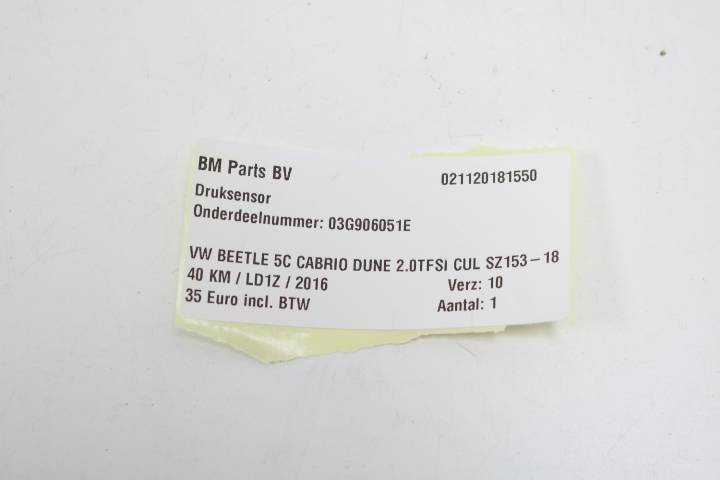 BM Parts BV 021120181550
Druksensor
Onderdeelnummer: 03G906051E
VW BEETLE 5C CABRIO DUNE 2.0TFSI CUL SZ153-18
40 KM / LD1Z / 2016 Verz: 10
35 Euro incl. BTW Aantal: 1